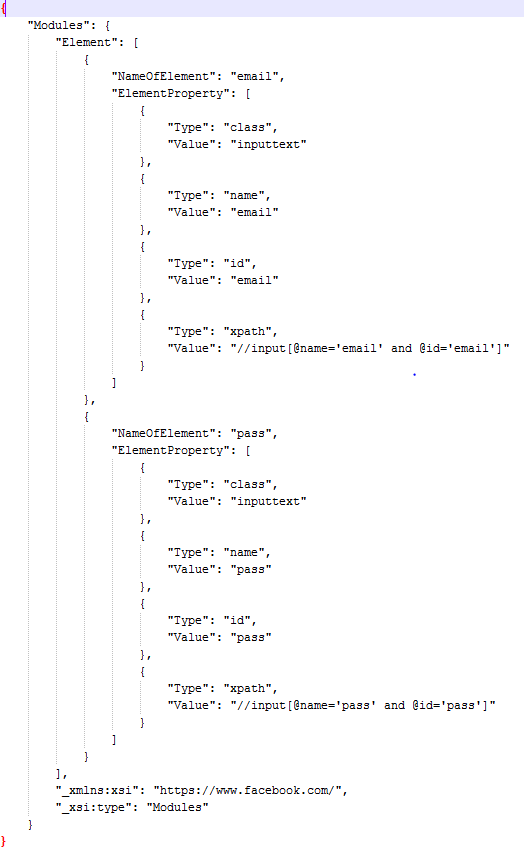 {
    "Modules": {
        "Element": [
            {
                "NameOfElement": "email",
                "ElementProperty": [
                    {
                        "Type": "class",
                        "Value": "inputtext"
                    },
                    {
                        "Type": "name",
                        "Value": "email"
                    },
                    {
                        "Type": "id",
                        "Value": "email"
                    },
                    {
                        "Type": "xpath",
                        "Value": "//input[@name='email' and @id='email']"
                    }
                ]
            },
            {
                "NameOfElement": "pass",
                "ElementProperty": [
                    {
                        "Type": "class",
                        "Value": "inputtext"
                    },
                    {
                        "Type": "name",
                        "Value": "pass"
                    },
                    {
                        "Type": "id",
                        "Value": "pass"
                    },
                    {
                        "Type": "xpath",
                        "Value": "//input[@name='pass' and @id='pass']"
                    }
                ]
            }
        ],
        "_xmlns:xsi": "https://www.facebook.com/",
        "_xsi:type": "Modules"
    }
}